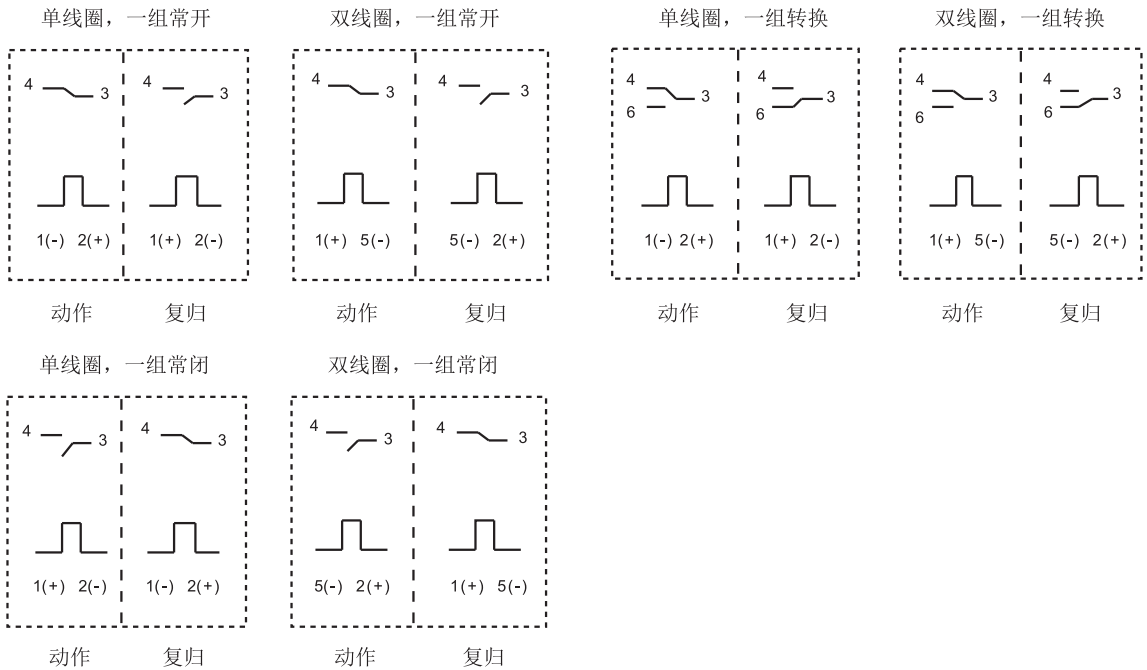 单线圈，一组常开
双线圈，一组常开
单线圈，一组转换
双线圈，一组转换
4 3 4 3
4 3 4 3
4 6 3 4 6 3
4 6 3 4 6 3
1(-) 2(+) 1(+) 2(-)
1(+) 5(-) 5(-) 2(+)
1(-) 2(+) 1(+) 2(-)
1(+) 5(-) 5(-) 2(+)
动作 复归
动作 复归
动作 复归
动作 复归
单线圈，一组常闭
双线圈，一组常闭
4 3 4 3
4 3 4 3
1(+) 2(-) 1(-) 2(+)
5(-) 2(+) 1(+) 5(-)
动作 复归
动作 复归